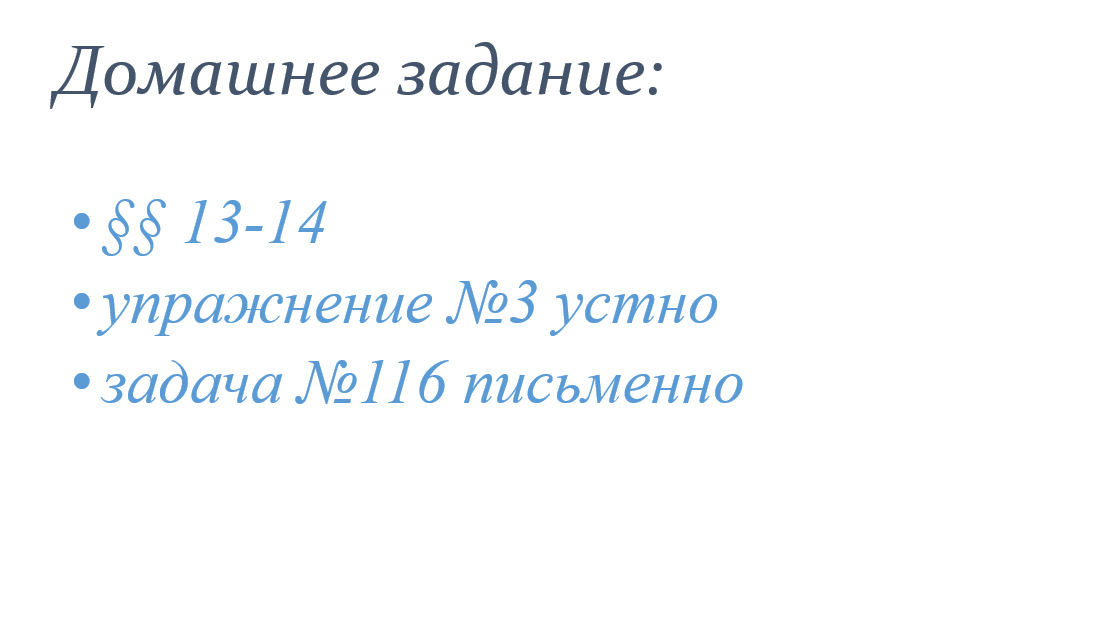 Домашнее задание:
• §§ 13-14
• упражнение №3 устно
• задача №116 письменно